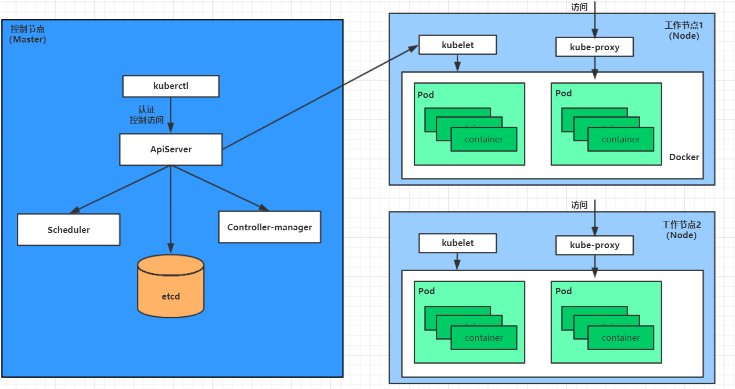 控制节点
(Master)
kuberctl
认证
控制访问
ApiServer
Scheduler
Controller-manager
etcd
访问
工作节点1
(Node)
kubelet
kube-proxy
Pod
container
Pod
container
Docker
访问
工作节点2
(Node)
kubelet
kube-proxy
Pod
container
Pod
container